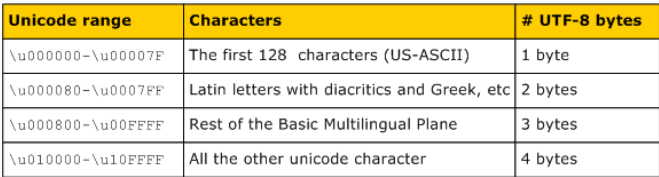 Unicode range Characters # UTF-8 bytes
\u000000-\u00007F The first 128 characters (US-ASCII) 1 byte
\u000080-\u0007FF Latin letters with diacritics and Greek, etc 2 bytes
\u000800-\u00FFFF Rest of the Basic Multilingual Plane 3 bytes
\u010000-\u10FFFF All the other unicode character 4 bytes